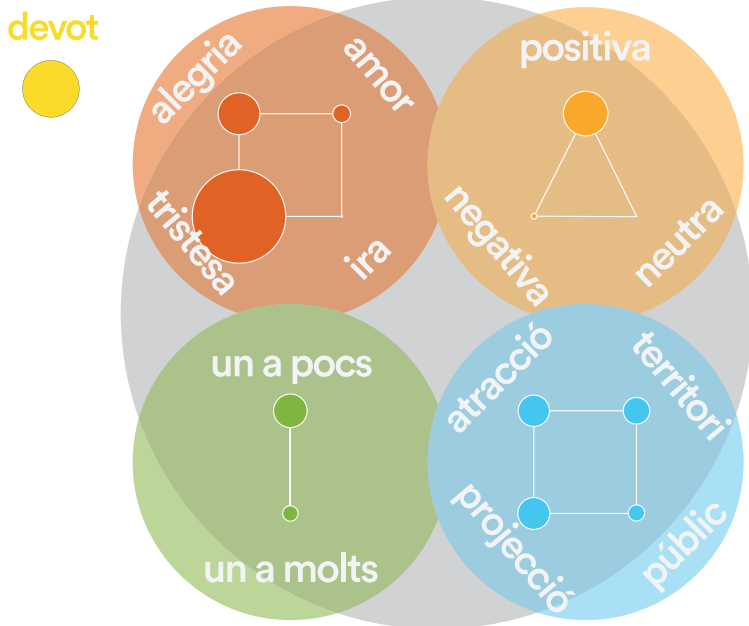 devot
alegria
amor
tristesa
ira
positiva
negativa
neutra
un a pocs
un a molts
atracció
territori
projecció
públic